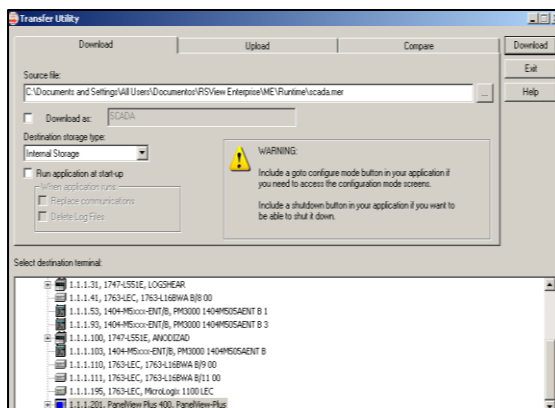 Transfer Utility
Download Upload Compare
Download
Exit
Help
Source file:
C:\Documents and Settings\All Users\Documentos\RSView Enterprise\ME\Runtime\scada.mer
...
Download as: SCADA
Destination storage type:
Internal Storage
Run application at start-up
When application runs:
Replace communications
Delete Log Files
WARNING:
Include a goto configure mode button in your application if
you need to access the configuration mode screens.
Include a shutdown button in your application if you want to
be able to shut it down.
Select destination terminal:
1.1.1.31, 1747-L551E, LOGSHEAR
1.1.1.41, 1763-LEC, 1763-L16BWA B/8 00
1.1.1.53, 1404-M5xxx-ENT/B, PM3000 1404M505AENT B 1
1.1.1.93, 1404-M5xxx-ENT/B, PM3000 1404M505AENT B 3
1.1.1.100, 1747-L551E, ANODIZAD
1.1.1.103, 1404-M5xxx-ENT/B, PM3000 1404M505AENT B
1.1.1.110, 1763-LEC, 1763-L16BWA B/9 00
1.1.1.111, 1763-LEC, 1763-L16BWA B/11 00
1.1.1.195, 1763-LEC, MicroLogix 1100 LEC
1.1.1.201, PanelView Plus 400, PanelView-Plus